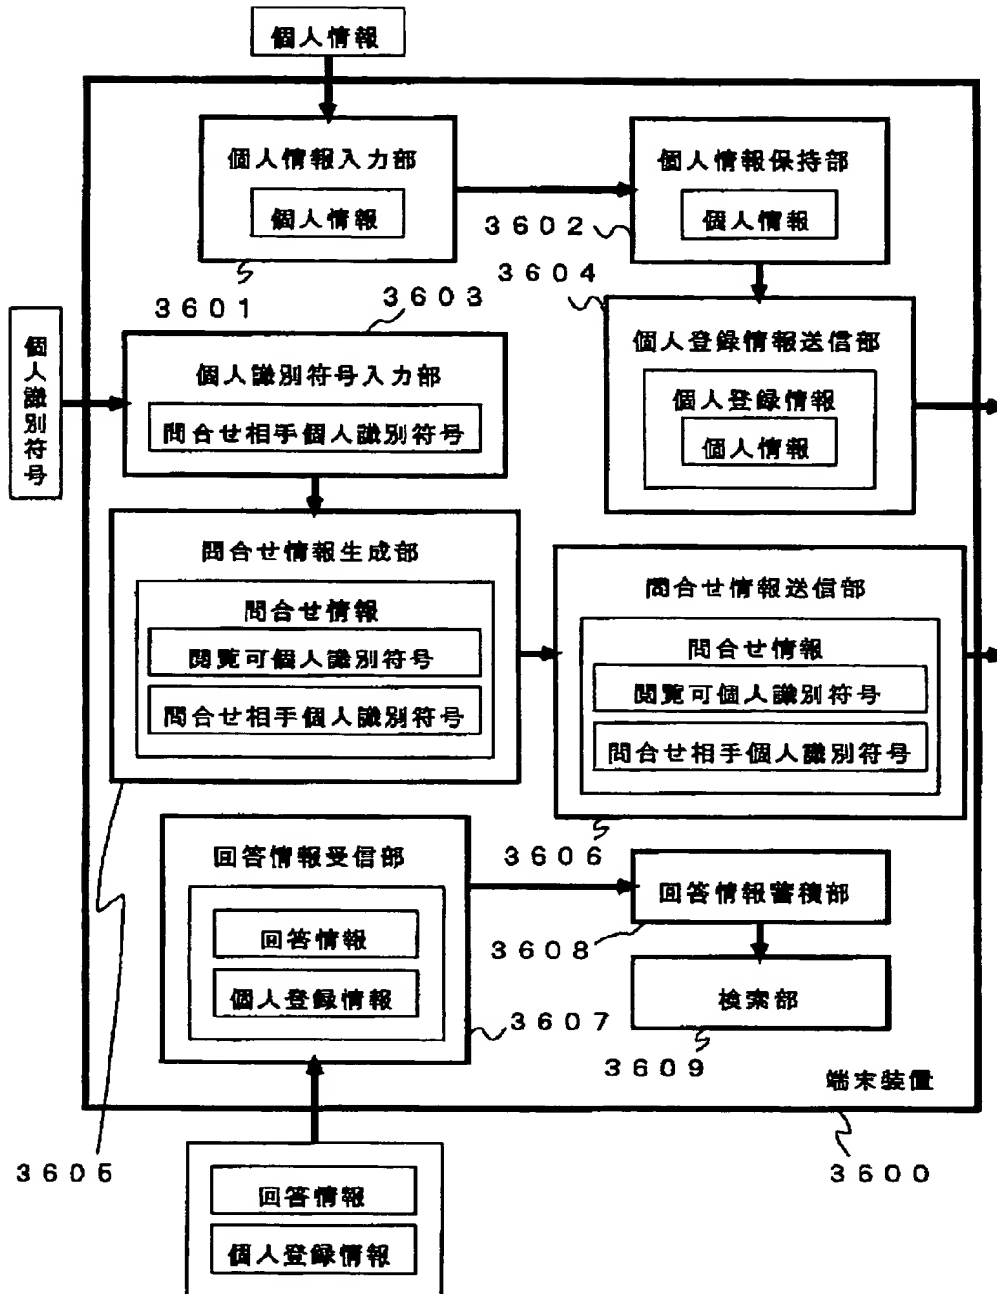 個人情報
個人情報入力部
個人情報
個人情報保持部
個人情報
3602
3604
3601
3603
個人識別符号
個人識別符号入力部
問合せ相手個人識別符号
個人登録情報送信部
個人登録情報
個人情報
問合せ情報生成部
問合せ情報
閲覧可個人識別符号
問合せ相手個人識別符号
問合せ情報送信部
問合せ情報
閲覧可個人識別符号
問合せ相手個人識別符号
3606
回答情報受信部
回答情報
個人登録情報
回答情報蓄積部
3608
検索部
3607
3609
端末装置
3605
3600
回答情報
個人登録情報